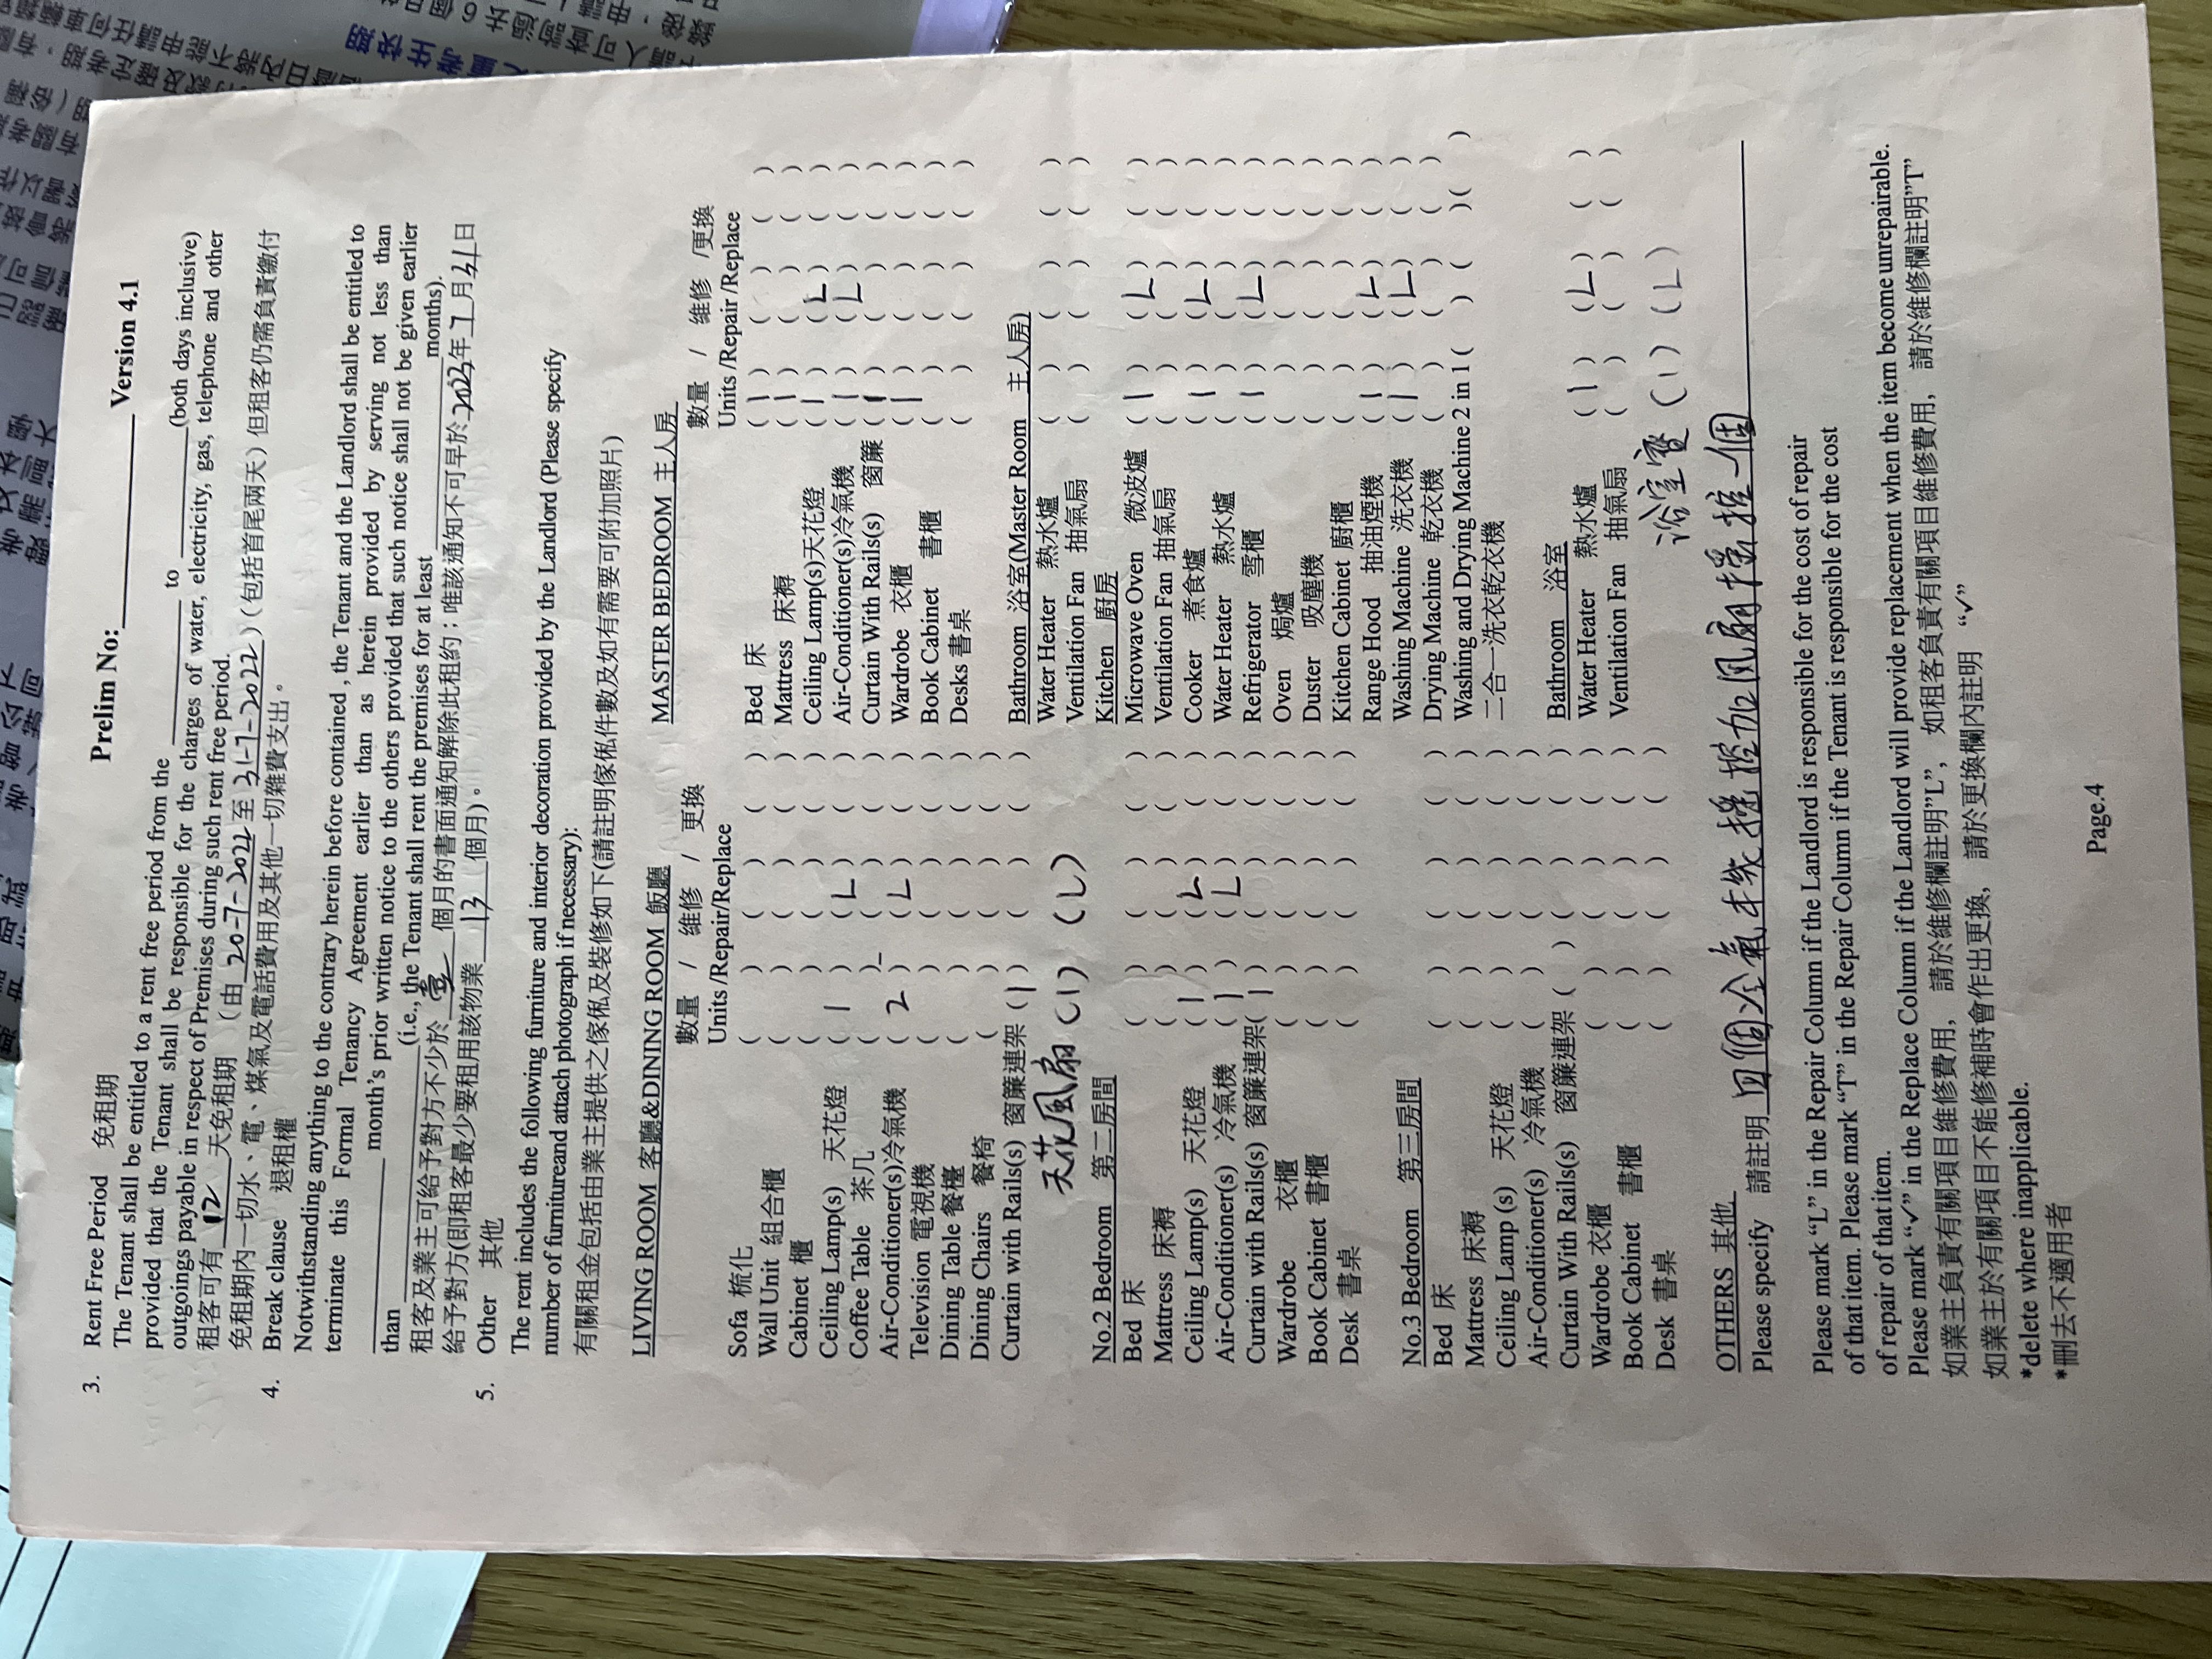 Prelim No:____________ Version 4.1
3. Rent Free Period 免租期
The Tenant shall be entitled to a rent free period from the ________ to ________ (both days inclusive)
provided that the Tenant shall be responsible for the charges of water, electricity, gas, telephone and other
outgoings payable in respect of Premises during such rent free period.
租客可有 12 天免租期 (由 20-7-2022 至 31-7-2022) (包括首尾兩天) 但租客仍需負責繳付
免租期內一切水、電、煤氣及電話費用及其他一切雜費支出。
4. Break clause 退租權
Notwithstanding anything to the contrary herein before contained , the Tenant and the Landlord shall be entitled to
terminate this Formal Tenancy Agreement earlier than as herein provided by serving not less than
________ month's prior written notice to the others provided that such notice shall not be given earlier
than ________ (i.e., the Tenant shall rent the premises for at least ________ months).
租客及業主可給予對方不少於 壹 個月的書面通知解除此租約；唯該通知不可早於 2023 年 7 月 31 日
給予對方(即租客最少要租用該物業 13 個月)。
5. Other 其他
The rent includes the following furniture and interior decoration provided by the Landlord (Please specify
number of furnitureand attach photograph if necessary):
有關租金包括由業主提供之傢俬及裝修如下(請註明傢俬件數及如有需要可附加照片)
LIVING ROOM 客廳&DINING ROOM 飯廳
數量 / 維修 / 更換
Units /Repair/Replace
Sofa 梳化 ( ) ( ) ( )
Wall Unit 組合櫃 ( ) ( ) ( )
Cabinet 櫃 ( ) ( ) ( )
Ceiling Lamp(s) 天花燈 ( 1 ) ( L ) ( )
Coffee Table 茶几 ( ) ( ) ( )
Air-Conditioner(s)冷氣機 ( 2 ) ( L ) ( )
Television 電視機 ( ) ( ) ( )
Dining Table 餐檯 ( ) ( ) ( )
Dining Chairs 餐椅 ( ) ( ) ( )
Curtain with Rails(s) 窗簾連架 ( 1 ) ( ) ( )
天花風扇 (1) (L)
No.2 Bedroom 第二房間
Bed 床 ( ) ( ) ( )
Mattress 床褥 ( ) ( ) ( )
Ceiling Lamp(s) 天花燈 ( 1 ) ( L ) ( )
Air-Conditioner(s) 冷氣機 ( 1 ) ( L ) ( )
Curtain with Rails(s) 窗簾連架( 1 ) ( ) ( )
Wardrobe 衣櫃 ( ) ( ) ( )
Book Cabinet 書櫃 ( ) ( ) ( )
Desk 書桌 ( ) ( ) ( )
No.3 Bedroom 第三房間
Bed 床 ( ) ( ) ( )
Mattress 床褥 ( ) ( ) ( )
Ceiling Lamp (s) 天花燈 ( ) ( ) ( )
Air-Conditioner(s) 冷氣機 ( ) ( ) ( )
Curtain With Rails(s) 窗簾連架 ( ) ( ) ( )
Wardrobe 衣櫃 ( ) ( ) ( )
Book Cabinet 書櫃 ( ) ( ) ( )
Desk 書桌 ( ) ( ) ( )
MASTER BEDROOM 主人房
數量 / 維修 /更換
Units /Repair /Replace
Bed 床 ( 1 ) ( ) ( )
Mattress 床褥 ( 1 ) ( ) ( )
Ceiling Lamp(s)天花燈 ( 1 ) ( L ) ( )
Air-Conditioner(s)冷氣機 ( 1 ) ( L ) ( )
Curtain With Rails(s) 窗簾 ( 1 ) ( ) ( )
Wardrobe 衣櫃 ( 1 ) ( ) ( )
Book Cabinet 書櫃 ( ) ( ) ( )
Desks 書桌 ( ) ( ) ( )
Bathroom 浴室(Master Room 主人房)
Water Heater 熱水爐 ( ) ( ) ( )
Ventilation Fan 抽氣扇 ( ) ( ) ( )
Kitchen 廚房
Microwave Oven 微波爐 ( 1 ) ( L ) ( )
Ventilation Fan 抽氣扇 ( ) ( ) ( )
Cooker 煮食爐 ( 1 ) ( L ) ( )
Water Heater 熱水爐 ( ) ( ) ( )
Refrigerator 雪櫃 ( 1 ) ( L ) ( )
Oven 焗爐 ( ) ( ) ( )
Duster 吸塵機 ( ) ( ) ( )
Kitchen Cabinet 廚櫃 ( ) ( ) ( )
Range Hood 抽油煙機 ( 1 ) ( L ) ( )
Washing Machine 洗衣機 ( 1 ) ( L ) ( )
Drying Machine 乾衣機 ( ) ( ) ( )
Washing and Drying Machine 2 in 1 ( ) ( ) ( )
二合一洗衣乾衣機
Bathroom 浴室
Water Heater 熱水爐 ( 1 ) ( L ) ( )
Ventilation Fan 抽氣扇 ( ) ( ) ( )
浴室寶 (1) (L)
OTHERS 其他
Please specify 請註明 四個冷氣機搖控加風扇搖控一個
Please mark “L” in the Repair Column if the Landlord is responsible for the cost of repair
of that item. Please mark “T” in the Repair Column if the Tenant is responsible for the cost
of repair of that item.
Please mark “✓” in the Replace Column if the Landlord will provide replacement when the item become unrepairable.
如業主負責有關項目維修費用， 請於維修欄註明”L”， 如租客負責有關項目維修費用， 請於維修欄註明”T”
如業主於有關項目不能修補時會作出更換， 請於更換欄內註明 “✓”
*delete where inapplicable.
*刪去不適用者
Page.4